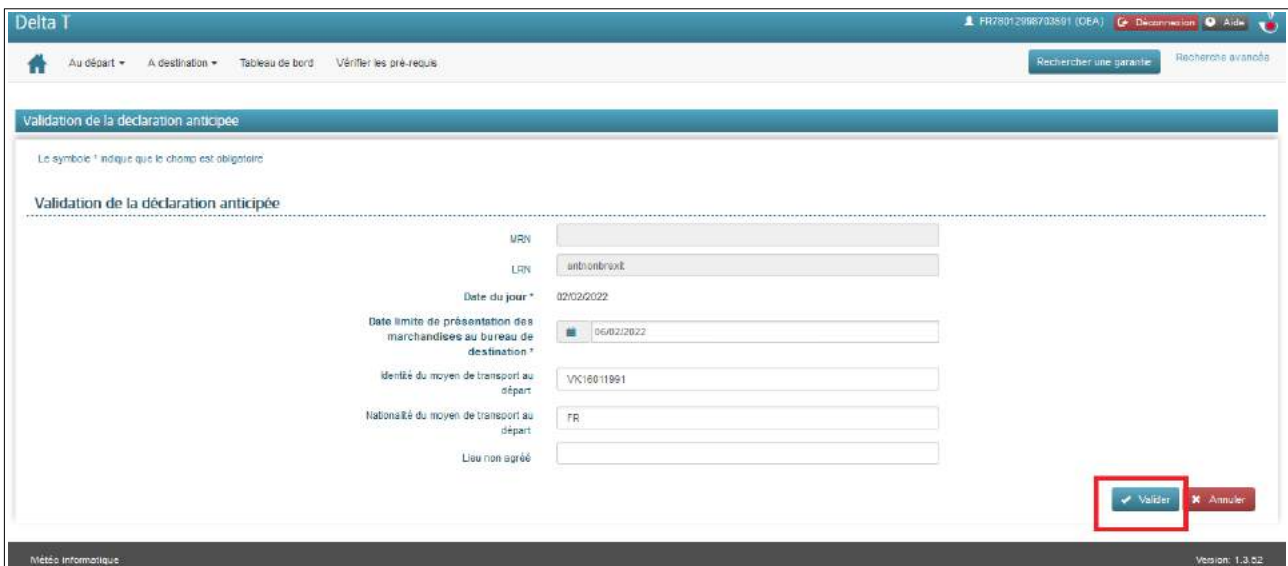 Delta T
FR78012998703591 (OEA) Déconnexion Aide
Au départ A destination Tableau de bord Vérifier les pré-requis Rechercher une garantie Recherche avancée
Validation de la déclaration anticipée
Le symbole * indique que le champ est obligatoire
Validation de la déclaration anticipée
MRN
LRN antnonbrexit
Date du jour * 02/02/2022
Date limite de présentation des
marchandises au bureau de
destination * 06/02/2022
Identité du moyen de transport au
départ VK16011991
Nationalité du moyen de transport au
départ FR
Lieu non agréé
Valider Annuler
Météo informatique Version: 1.3.52